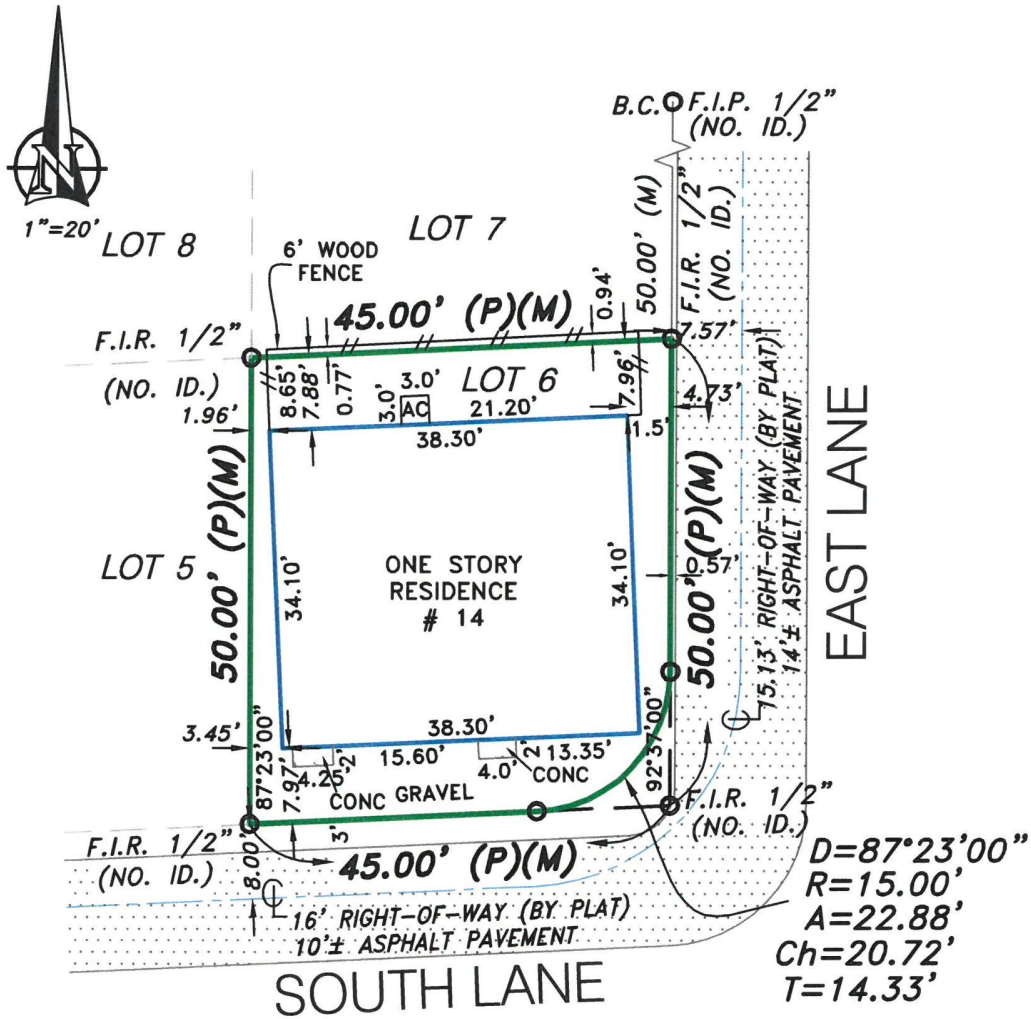 N
1"=20'
B.C.
F.I.P. 1/2"
(NO. ID.)
LOT 8
LOT 7
6' WOOD
FENCE
50.00' (M)
F.I.R. 1/2"
(NO. ID.)
45.00' (P)(M)
0.94'
7.57'
F.I.R. 1/2"
(NO. ID.)
8.65'
7.88'
0.77'
3.0'
3.0'
AC
LOT 6
21.20'
7.96'
4.73'
1.96'
38.30'
1.5'
50.00' (P)(M)
LOT 5
34.10'
ONE STORY
RESIDENCE
# 14
34.10'
0.57'
50.00' (P)(M)
15.13' RIGHT-OF-WAY (BY PLAT)
14'± ASPHALT PAVEMENT
EAST LANE
3.45'
87°23'00"
7.97'
38.30'
15.60'
2'
4.25'
CONC
GRAVEL
4.0'
2'
CONC
13.35'
92°37'00"
3'
F.I.R. 1/2"
(NO. ID.)
F.I.R. 1/2"
(NO. ID.)
8.00'
45.00' (P)(M)
16' RIGHT-OF-WAY (BY PLAT)
10'± ASPHALT PAVEMENT
SOUTH LANE
D=87°23'00"
R=15.00'
A=22.88'
Ch=20.72'
T=14.33'